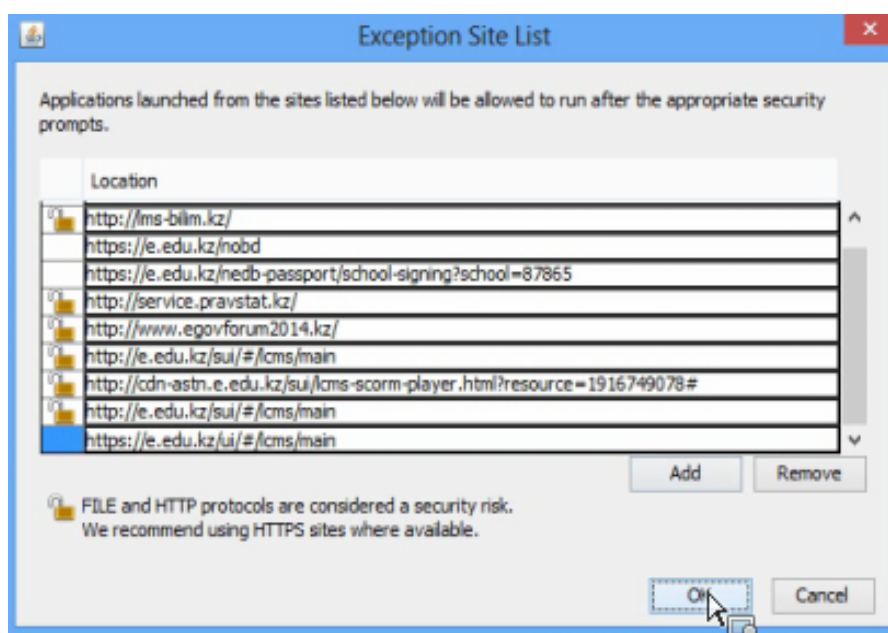 Exception Site List
Applications launched from the sites listed below will be allowed to run after the appropriate security
prompts.
Location
http://lms-bilim.kz/
https://e.edu.kz/nobd
https://e.edu.kz/nedb-passport/school-signing?school=87865
http://service.pravstat.kz/
http://www.egovforum2014.kz/
http://e.edu.kz/sui/#/lcms/main
http://cdn-astn.e.edu.kz/sui/lcms-scorm-player.html?resource=1916749078#
http://e.edu.kz/sui/#/lcms/main
https://e.edu.kz/ui/#/lcms/main
Add Remove
FILE and HTTP protocols are considered a security risk.
We recommend using HTTPS sites where available.
OK Cancel